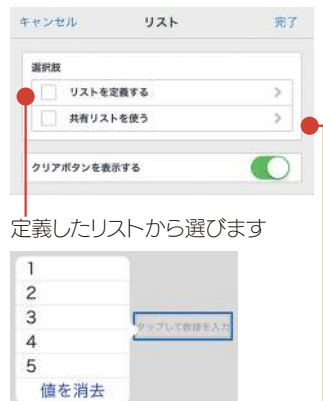 キャンセル リスト 完了
選択肢
リストを定義する
共有リストを使う
クリアボタンを表示する
定義したリストから選びます
1
2
3
タップして数値を入力
4
5
値を消去